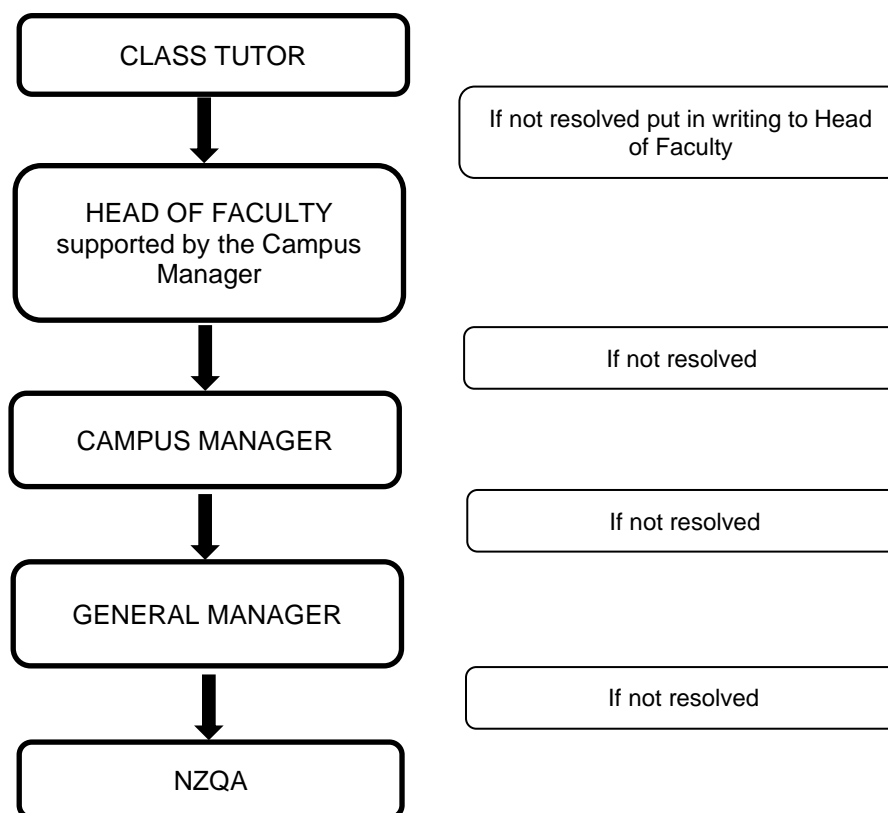 CLASS TUTOR
If not resolved put in writing to Head
of Faculty
HEAD OF FACULTY
supported by the Campus
Manager
If not resolved
CAMPUS MANAGER
If not resolved
GENERAL MANAGER
If not resolved
NZQA